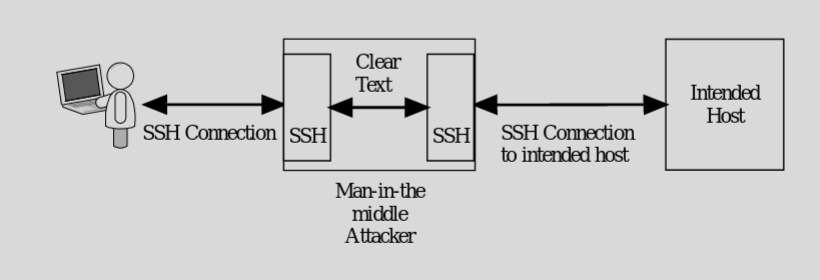 Clear
Text
SSH Connection
SSH
SSH
SSH Connection
to intended host
Intended
Host
Man-in-the
middle
Attacker